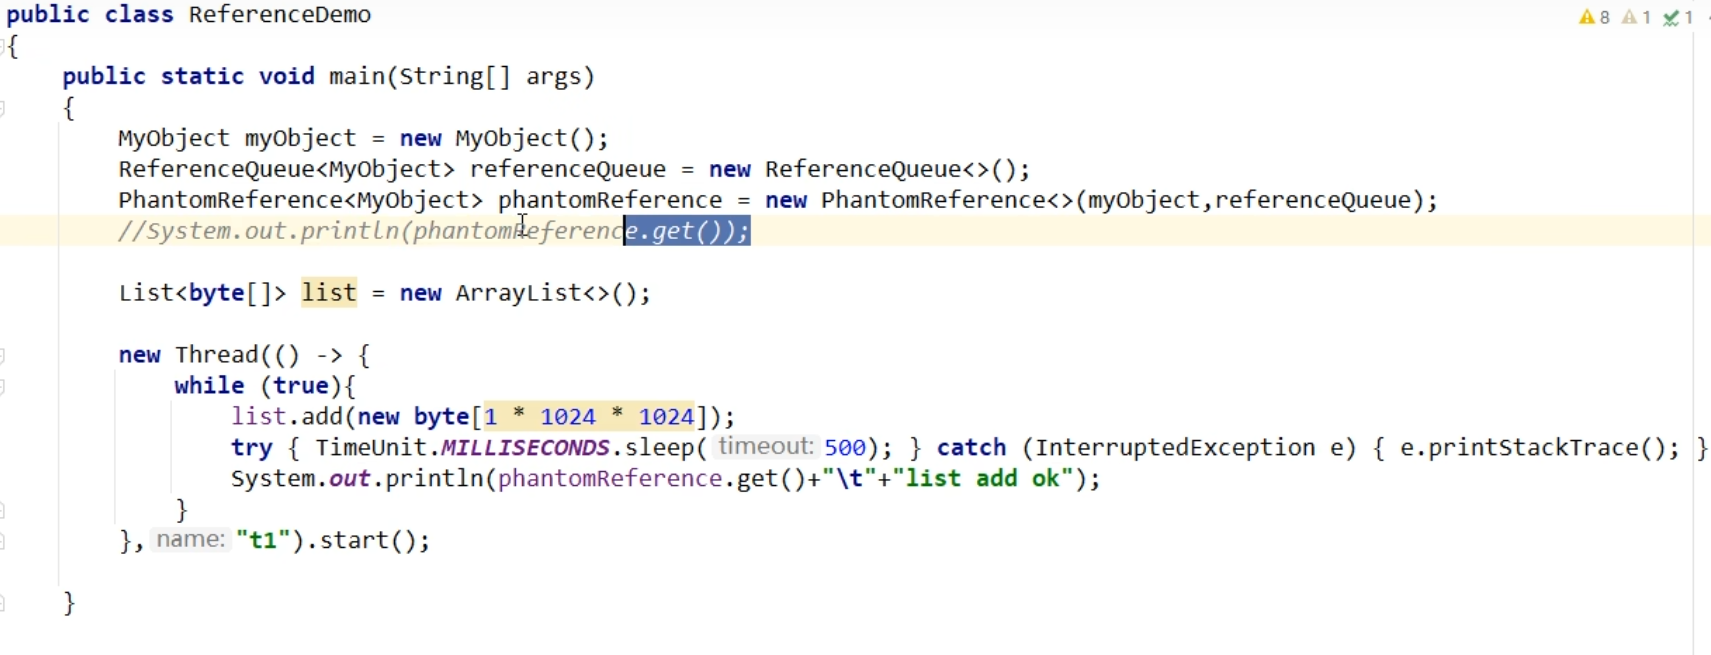 public class ReferenceDemo
8 1 1
{
public static void main(String[] args)
{
MyObject myObject = new MyObject();
ReferenceQueue<MyObject> referenceQueue = new ReferenceQueue<>();
PhantomReference<MyObject> phantomReference = new PhantomReference<>(myObject,referenceQueue);
//System.out.println(phantomReference.get());
List<byte[]> list = new ArrayList<>();
new Thread(() -> {
while (true){
list.add(new byte[1 * 1024 * 1024]);
try { TimeUnit.MILLISECONDS.sleep( timeout: 500); } catch (InterruptedException e) { e.printStackTrace(); }
System.out.println(phantomReference.get()+"\t"+"list add ok");
}
}, name: "t1").start();
}